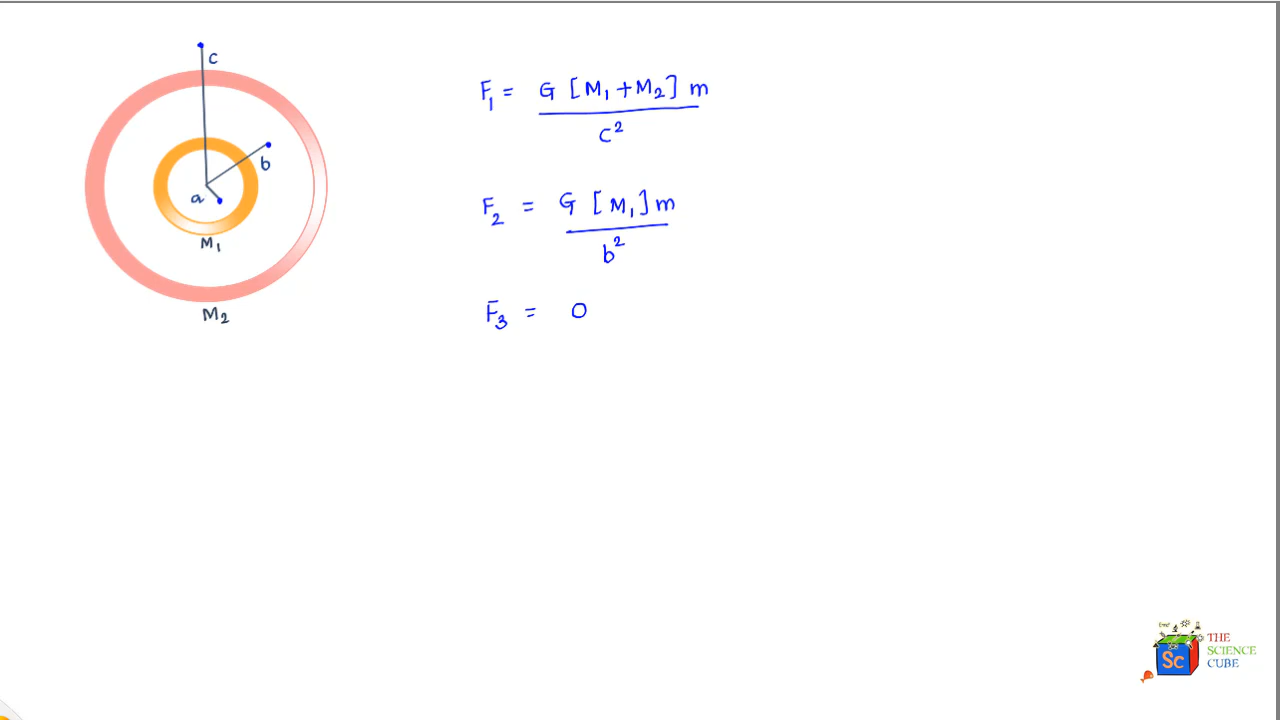 c
b
a
M₁
M₂
F₁ = G [M₁ + M₂] m
c²
F₂ = G [M₁] m
b²
F₃ = 0
Sc
THE
SCIENCE
CUBE